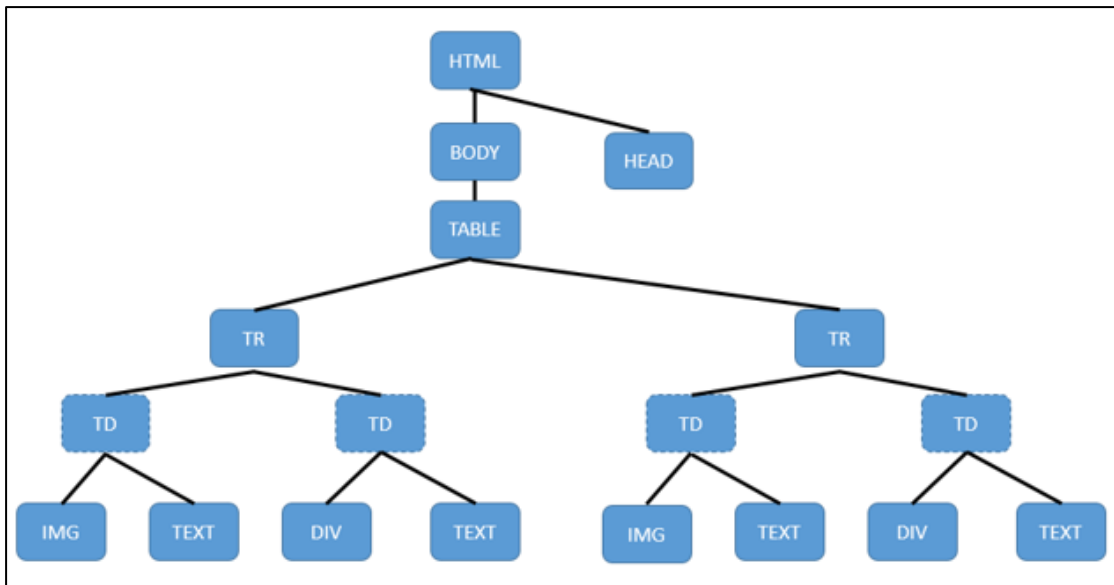 HTML
BODY
HEAD
TABLE
TR
TR
TD
TD
TD
TD
IMG
TEXT
DIV
TEXT
IMG
TEXT
DIV
TEXT